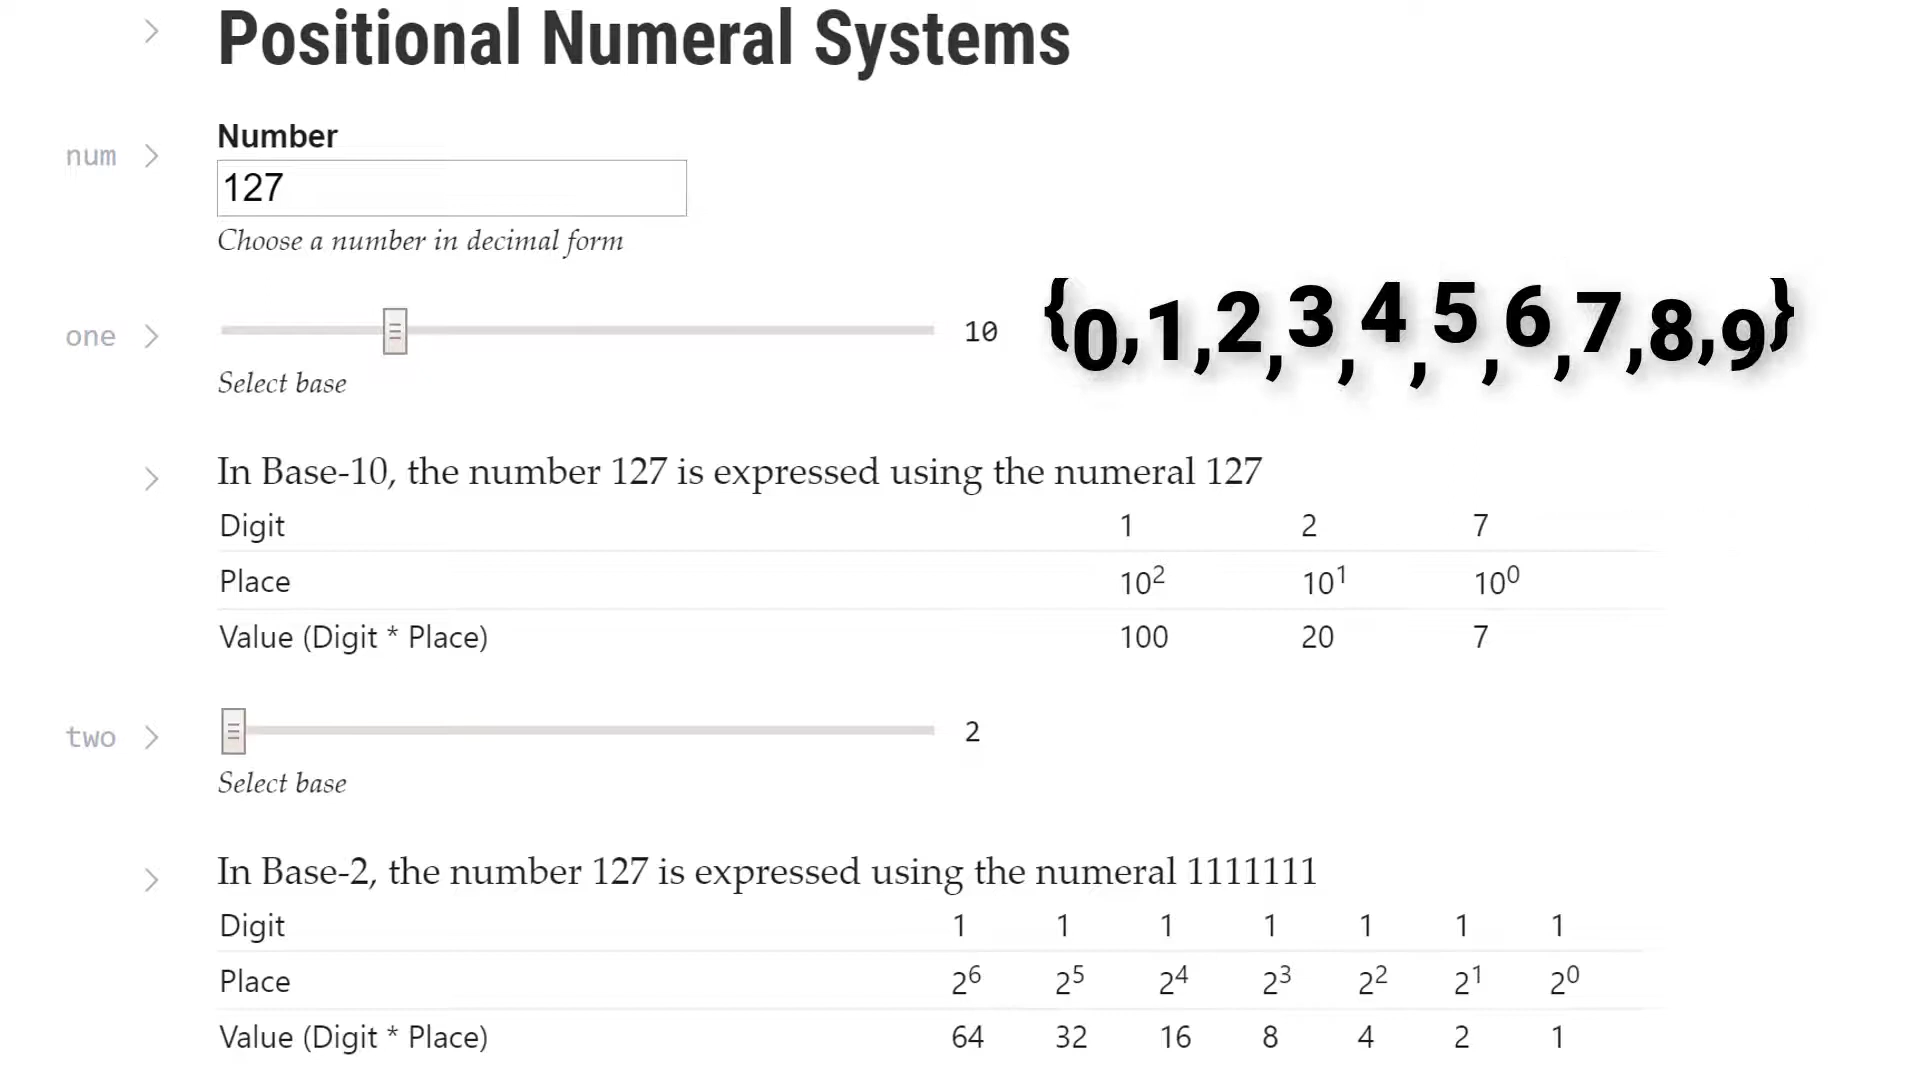 Positional Numeral Systems
Number
num
127
Choose a number in decimal form
one
10
{0,1,2,3,4,5,6,7,8,9}
Select base
In Base-10, the number 127 is expressed using the numeral 127
Digit 1 2 7
Place 10² 10¹ 10⁰
Value (Digit * Place) 100 20 7
two
2
Select base
In Base-2, the number 127 is expressed using the numeral 1111111
Digit 1 1 1 1 1 1 1
Place 2⁶ 2⁵ 2⁴ 2³ 2² 2¹ 2⁰
Value (Digit * Place) 64 32 16 8 4 2 1